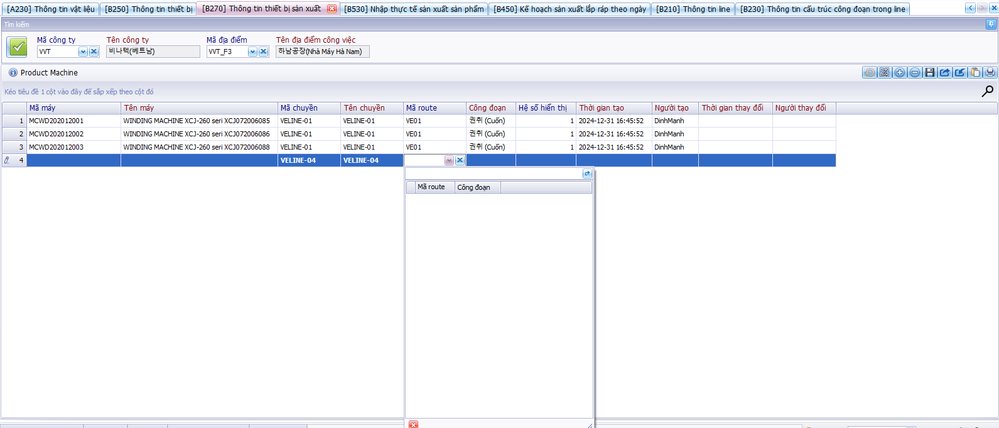 [A230] Thông tin vật liệu [B250] Thông tin thiết bị [B270] Thông tin thiết bị sản xuất [B530] Nhập thực tế sản xuất sản phẩm [B450] Kế hoạch sản xuất lắp ráp theo ngày [B210] Thông tin line [B230] Thông tin cấu trúc công đoạn trong line
Tìm kiếm
Mã công ty Tên công ty Mã địa điểm Tên địa điểm công việc
VVT 비나텍(베트남) VVT_F3 하남공장(Nhà Máy Hà Nam)
Product Machine
Kéo tiêu đề 1 cột vào đây để sắp xếp theo cột đó
Mã máy Tên máy Mã chuyền Tên chuyền Mã route Công đoạn Hệ số hiển thị Thời gian tạo Người tạo Thời gian thay đổi Người thay đổi
1 MCWD202012001 WINDING MACHINE XCJ-260 seri XCJ072006085 VELINE-01 VELINE-01 VE01 권취 (Cuốn) 1 2024-12-31 16:45:52 DinhManh
2 MCWD202012002 WINDING MACHINE XCJ-260 seri XCJ072006086 VELINE-01 VELINE-01 VE01 권취 (Cuốn) 1 2024-12-31 16:45:52 DinhManh
3 MCWD202012003 WINDING MACHINE XCJ-260 seri XCJ072006088 VELINE-01 VELINE-01 VE01 권취 (Cuốn) 1 2024-12-31 16:45:52 DinhManh
4 VELINE-04 VELINE-04
Mã route Công đoạn